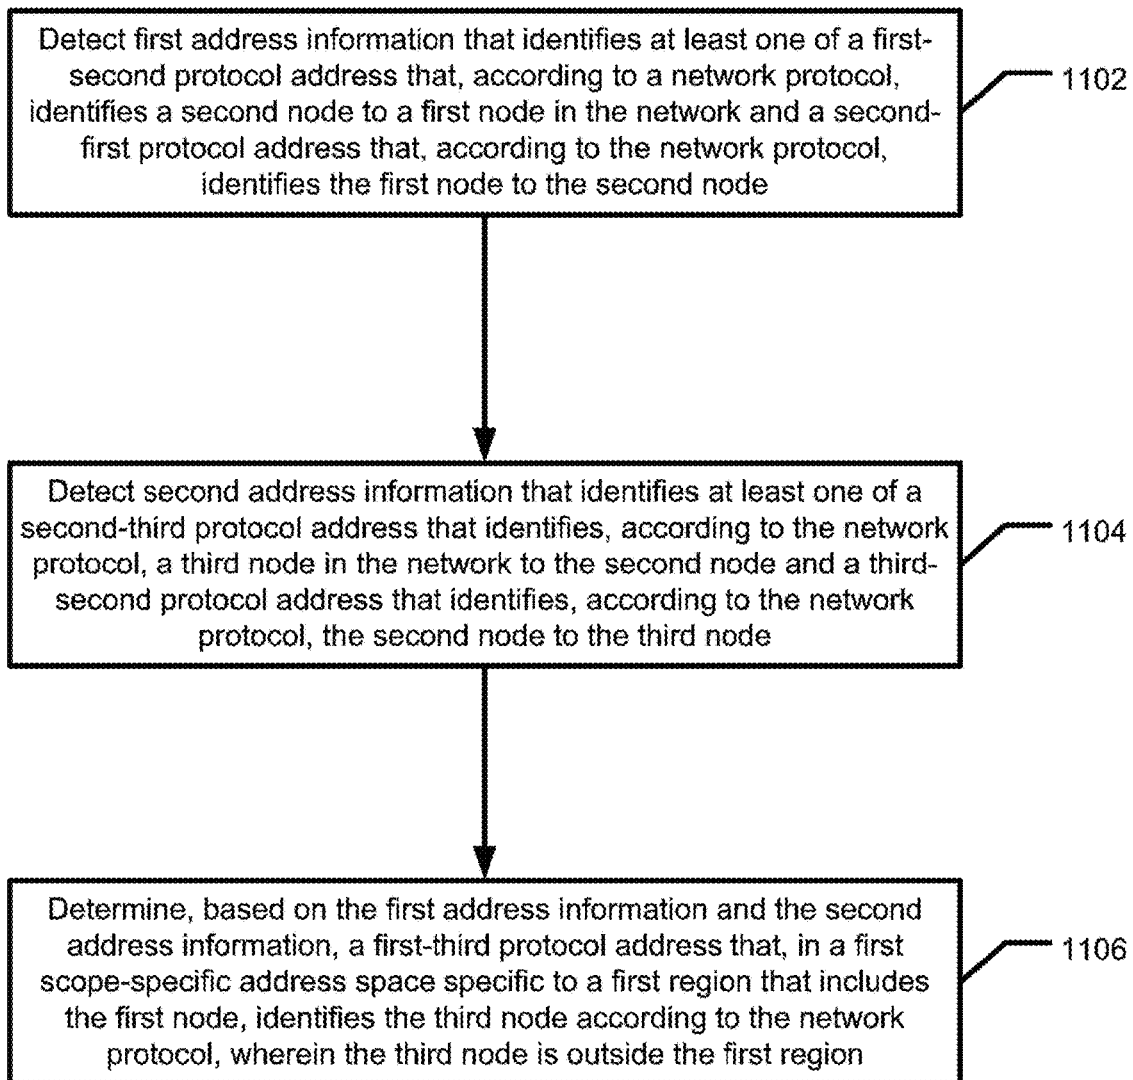 Detect first address information that identifies at least one of a first-
second protocol address that, according to a network protocol,
identifies a second node to a first node in the network and a second-
first protocol address that, according to the network protocol,
identifies the first node to the second node
1102
Detect second address information that identifies at least one of a
second-third protocol address that identifies, according to the network
protocol, a third node in the network to the second node and a third-
second protocol address that identifies, according to the network
protocol, the second node to the third node
1104
Determine, based on the first address information and the second
address information, a first-third protocol address that, in a first
scope-specific address space specific to a first region that includes
the first node, identifies the third node according to the network
protocol, wherein the third node is outside the first region
1106